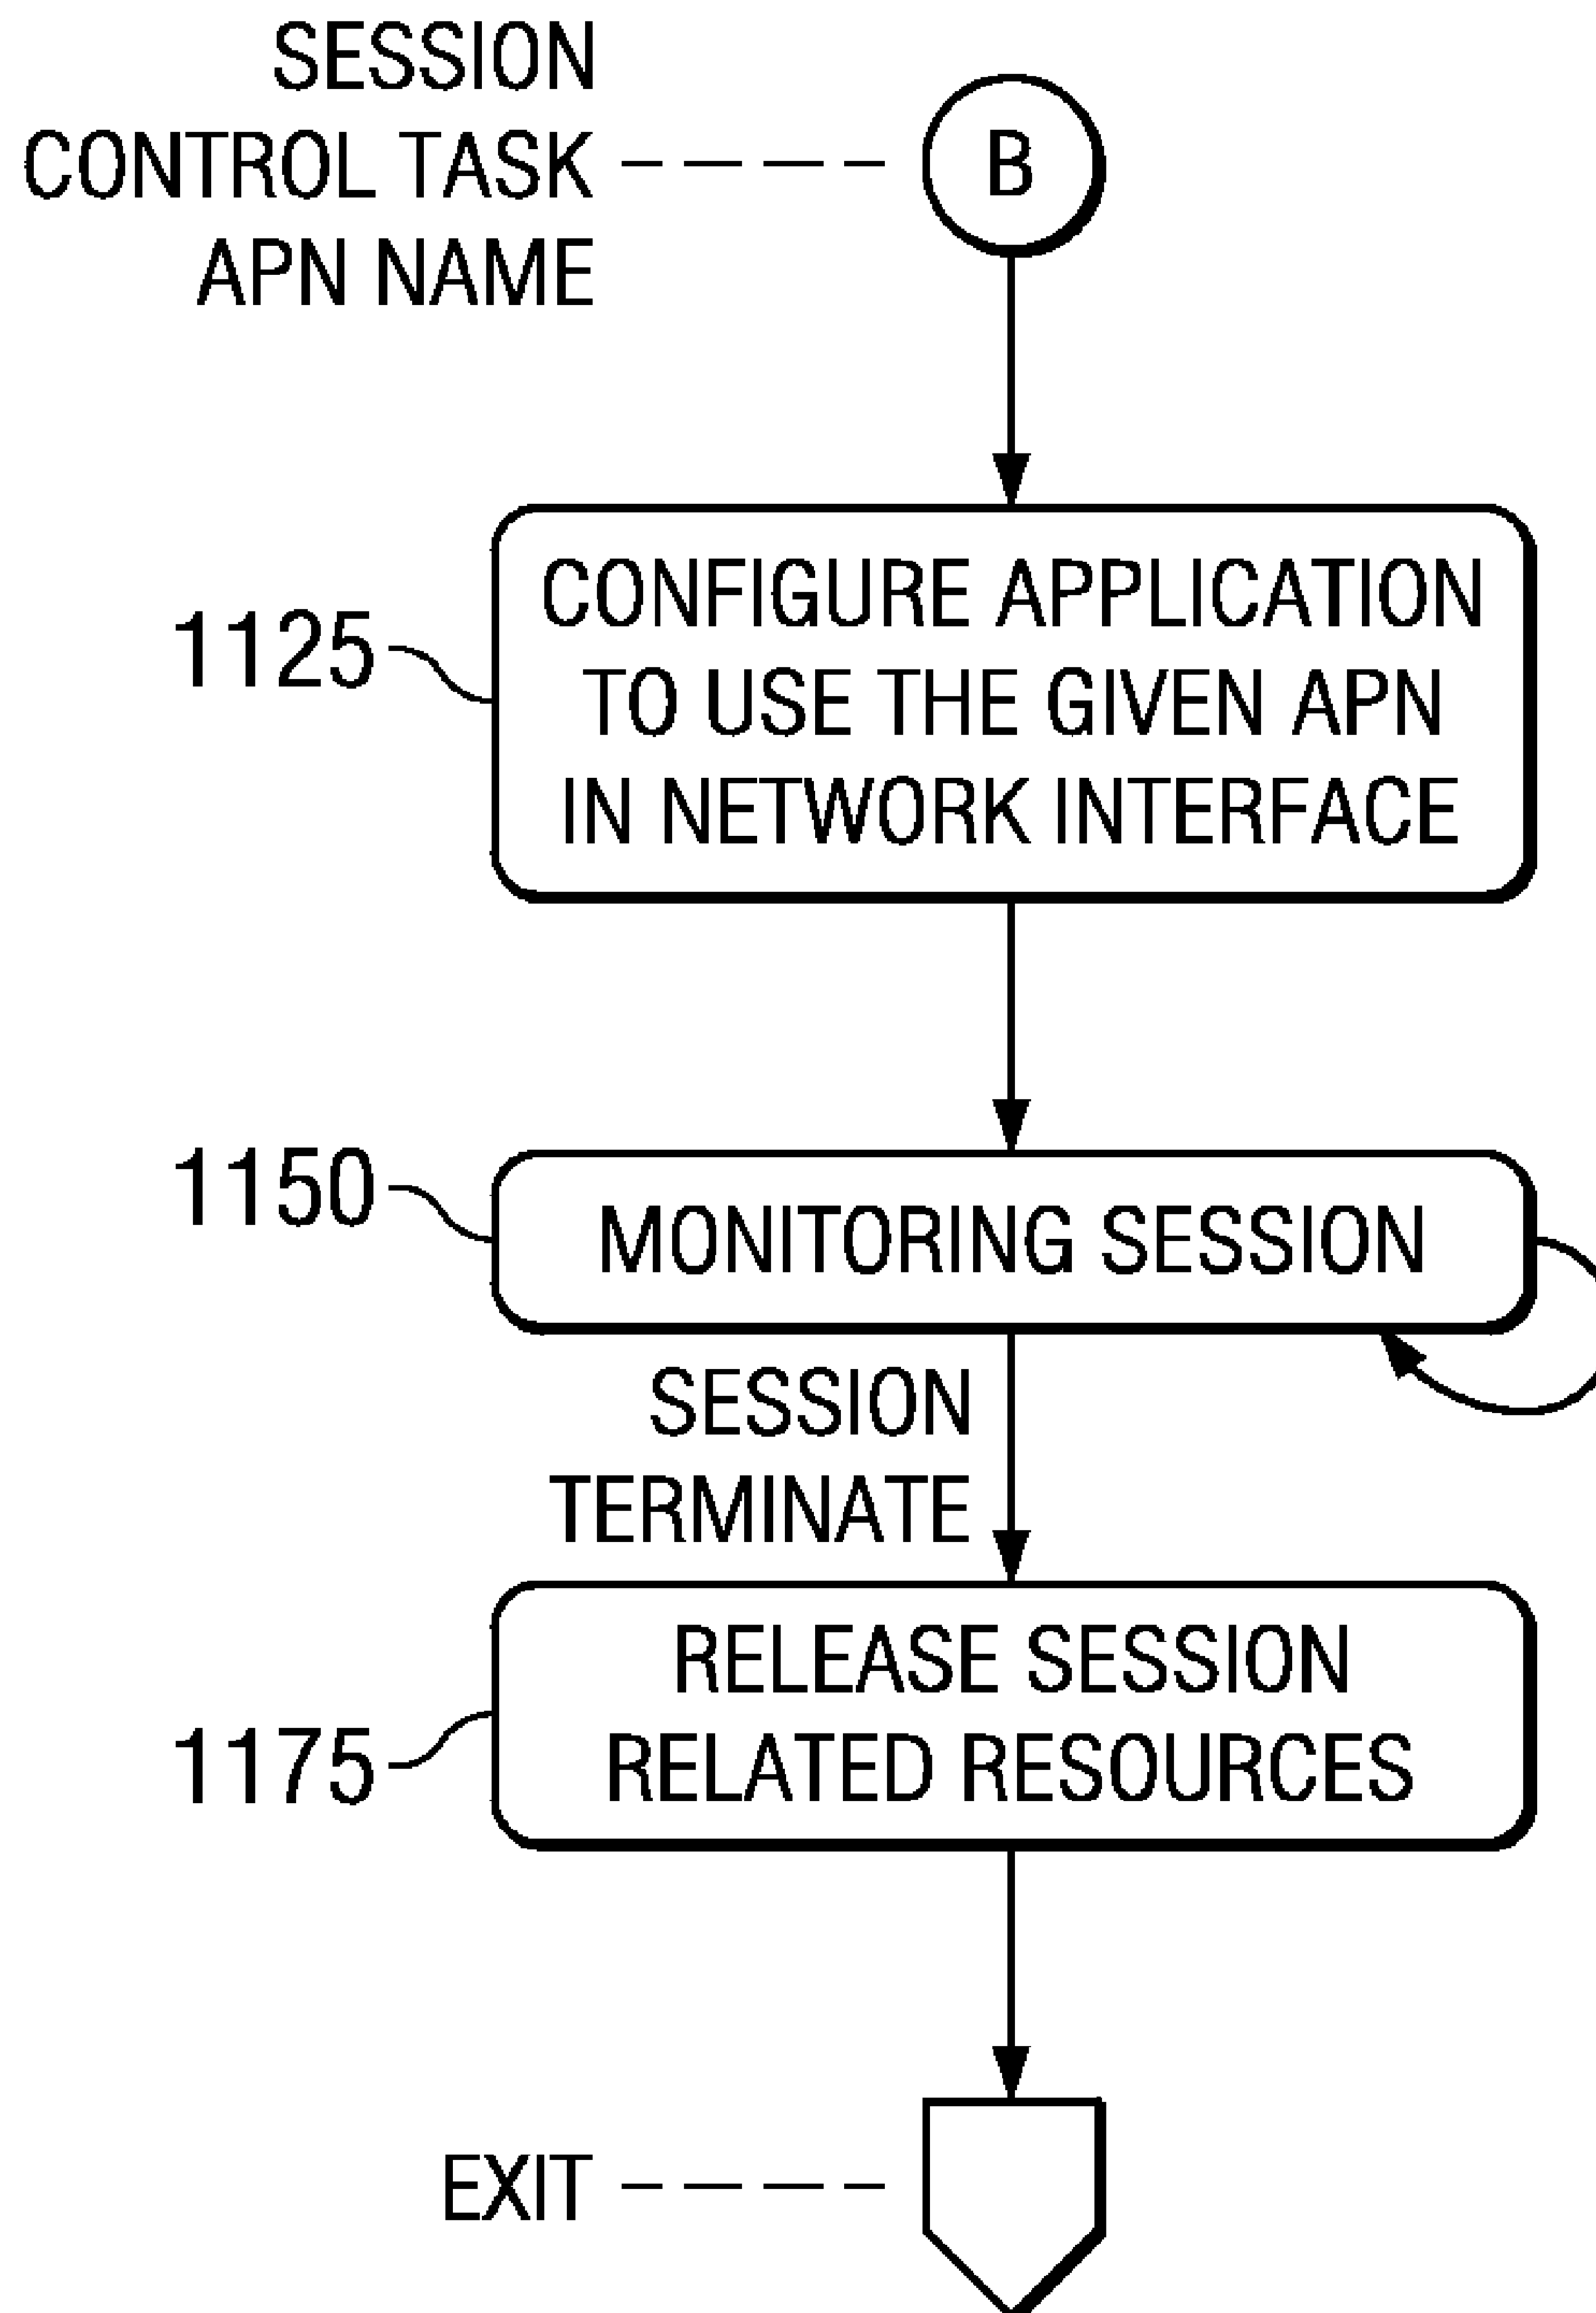 SESSION
CONTROL TASK
APN NAME
B
CONFIGURE APPLICATION
TO USE THE GIVEN APN
IN NETWORK INTERFACE
1125
MONITORING SESSION
1150
SESSION
TERMINATE
RELEASE SESSION
RELATED RESOURCES
1175
EXIT